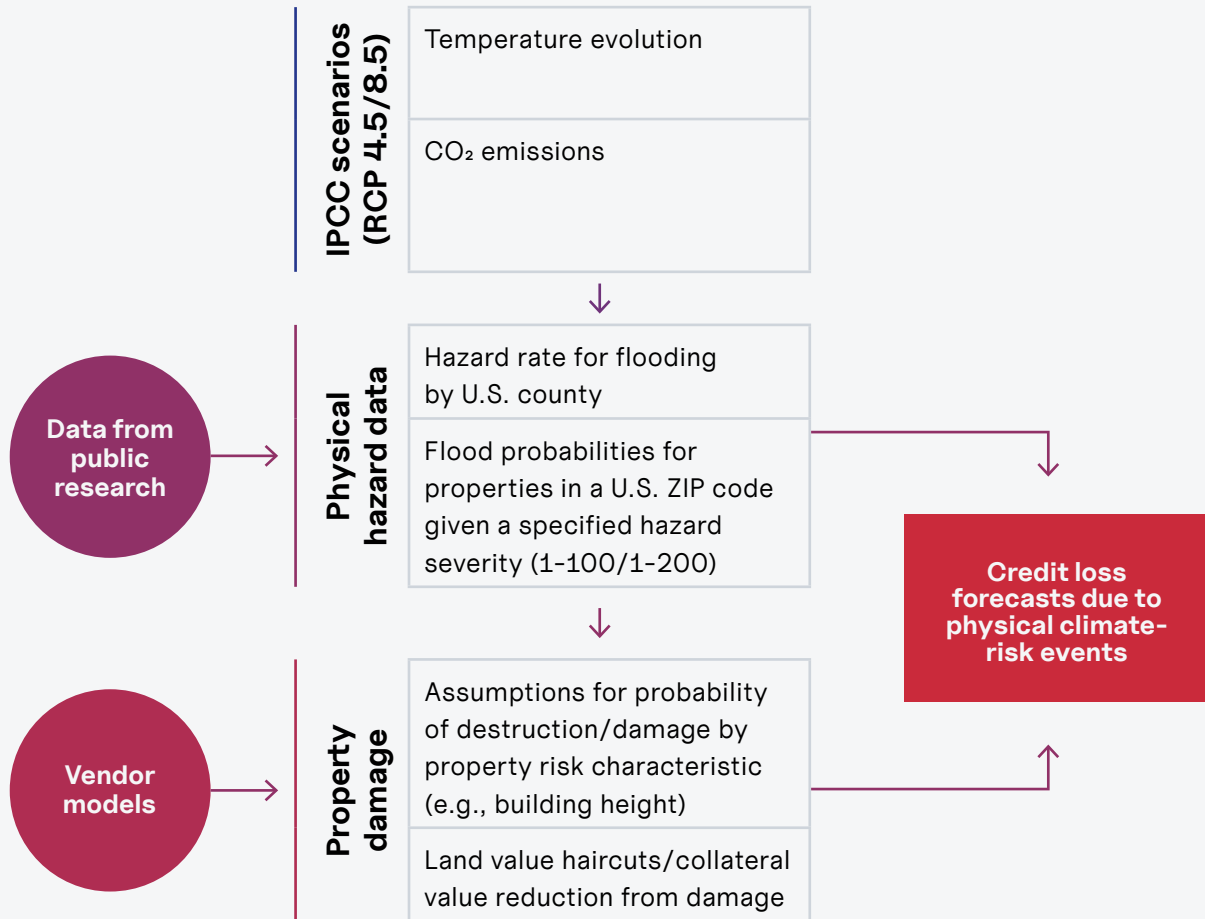 IPCC scenarios
(RCP 4.5/8.5)
Temperature evolution
CO₂ emissions
Data from
public
research
Physical
hazard data
Hazard rate for flooding
by U.S. county
Flood probabilities for
properties in a U.S. ZIP code
given a specified hazard
severity (1-100/1-200)
Credit loss
forecasts due to
physical climate-
risk events
Vendor
models
Property
damage
Assumptions for probability
of destruction/damage by
property risk characteristic
(e.g., building height)
Land value haircuts/collateral
value reduction from damage